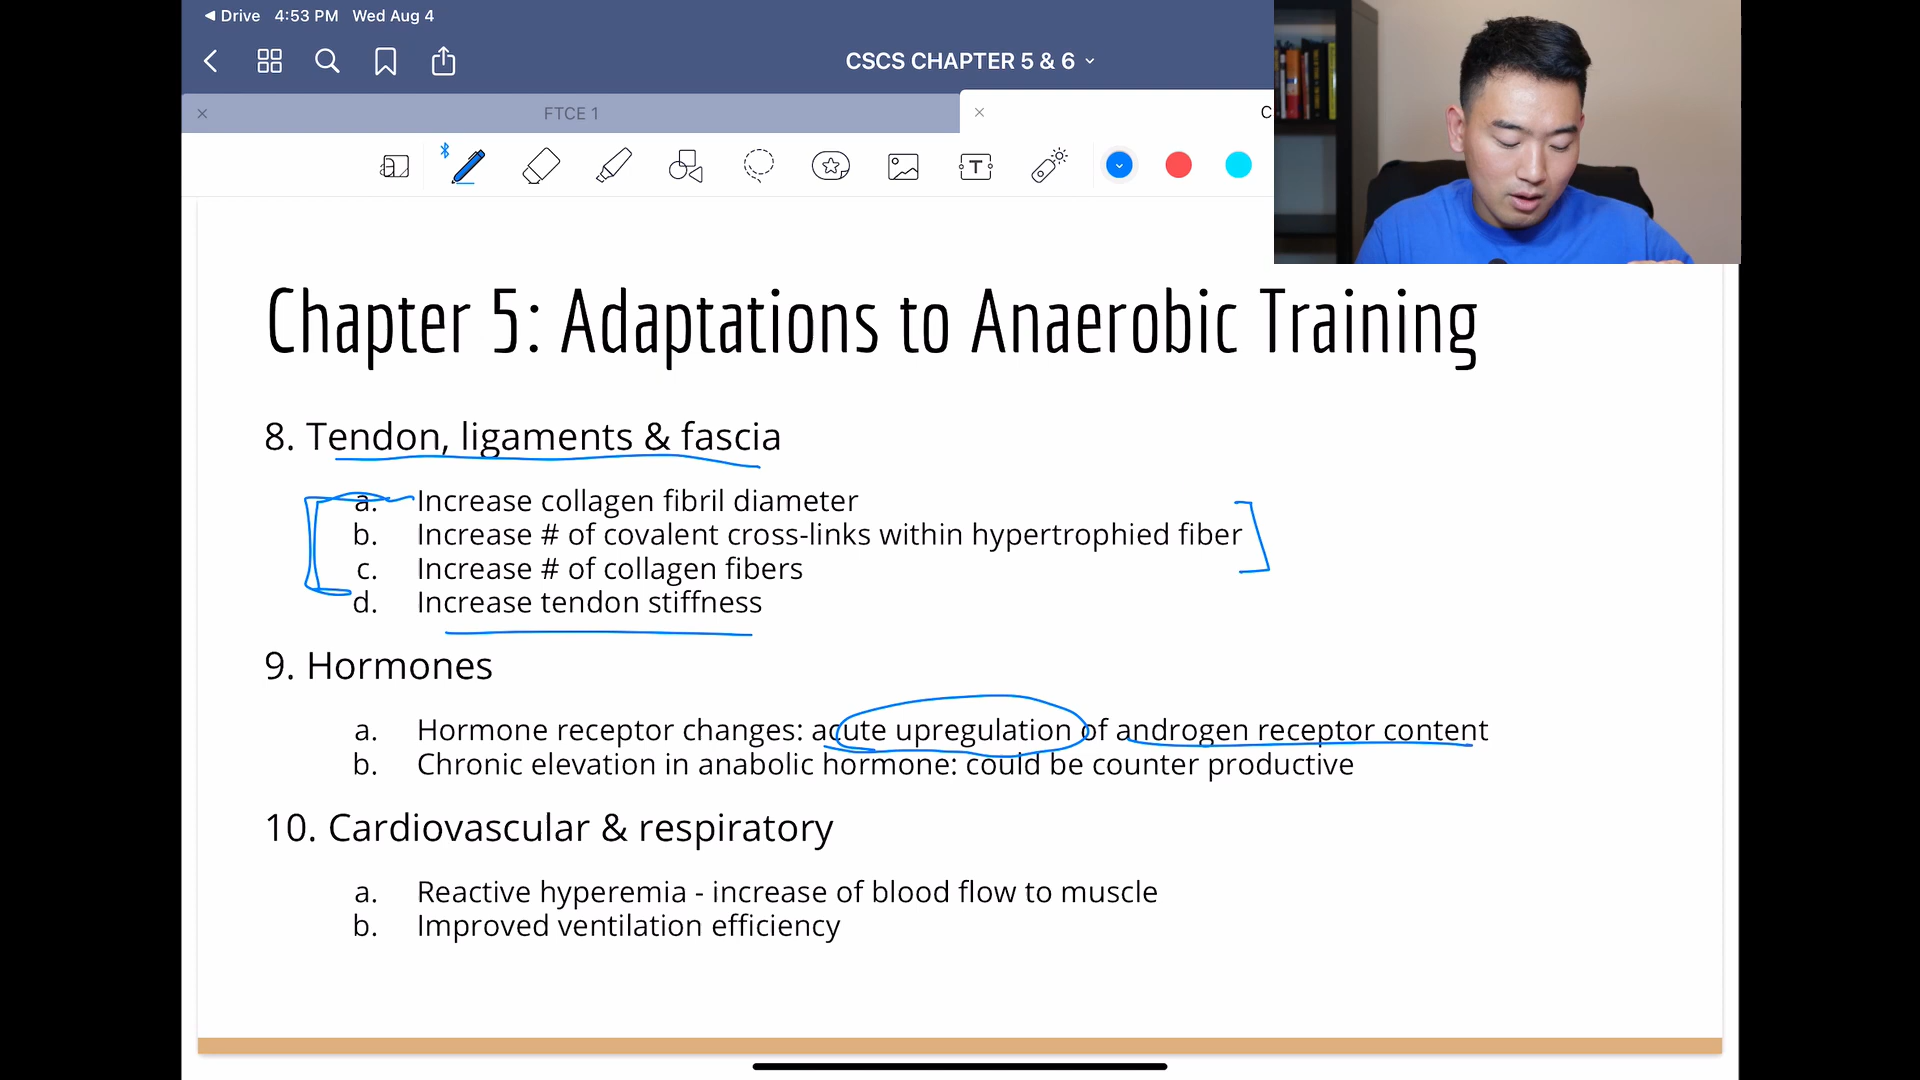 Drive 4:53 PM Wed Aug 4
CSCS CHAPTER 5 & 6
FTCE 1
C
T
Chapter 5: Adaptations to Anaerobic Training
8. Tendon, ligaments & fascia
a. Increase collagen fibril diameter
b. Increase # of covalent cross-links within hypertrophied fiber
c. Increase # of collagen fibers
d. Increase tendon stiffness
9. Hormones
a. Hormone receptor changes: acute upregulation of androgen receptor content
b. Chronic elevation in anabolic hormone: could be counter productive
10. Cardiovascular & respiratory
a. Reactive hyperemia - increase of blood flow to muscle
b. Improved ventilation efficiency